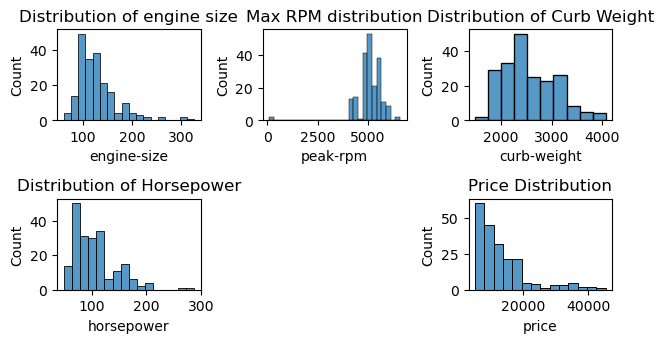 Distribution of engine size
Max RPM distribution
Distribution of Curb Weight
Count
40
20
0
100
200
300
engine-size
Count
40
20
0
0
2500
5000
peak-rpm
Count
40
20
0
2000
3000
4000
curb-weight
Distribution of Horsepower
Price Distribution
Count
40
20
0
100
200
300
horsepower
Count
50
25
0
20000
40000
price